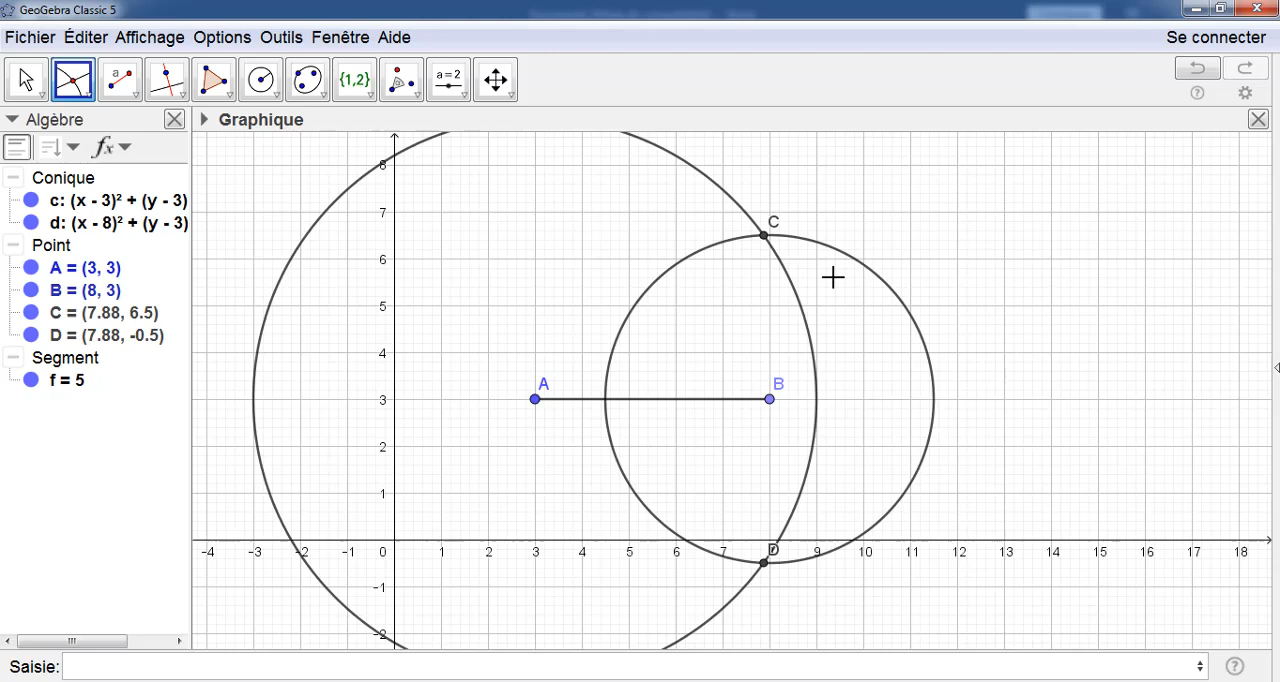 GeoGebra Classic 5
Fichier Éditer Affichage Options Outils Fenêtre Aide Se connecter
a {1,2} α a=2
Algèbre
Graphique
fx
Conique
c: (x - 3)² + (y - 3)
d: (x - 8)² + (y - 3)
Point
A = (3, 3)
B = (8, 3)
C = (7.88, 6.5)
D = (7.88, -0.5)
Segment
f = 5
8
7
6
5
4
3
2
1
-1
-2
C
A
B
D
-4 -3 -2 -1 0 1 2 3 4 5 6 7 9 10 11 12 13 14 15 16 17 18
Saisie: